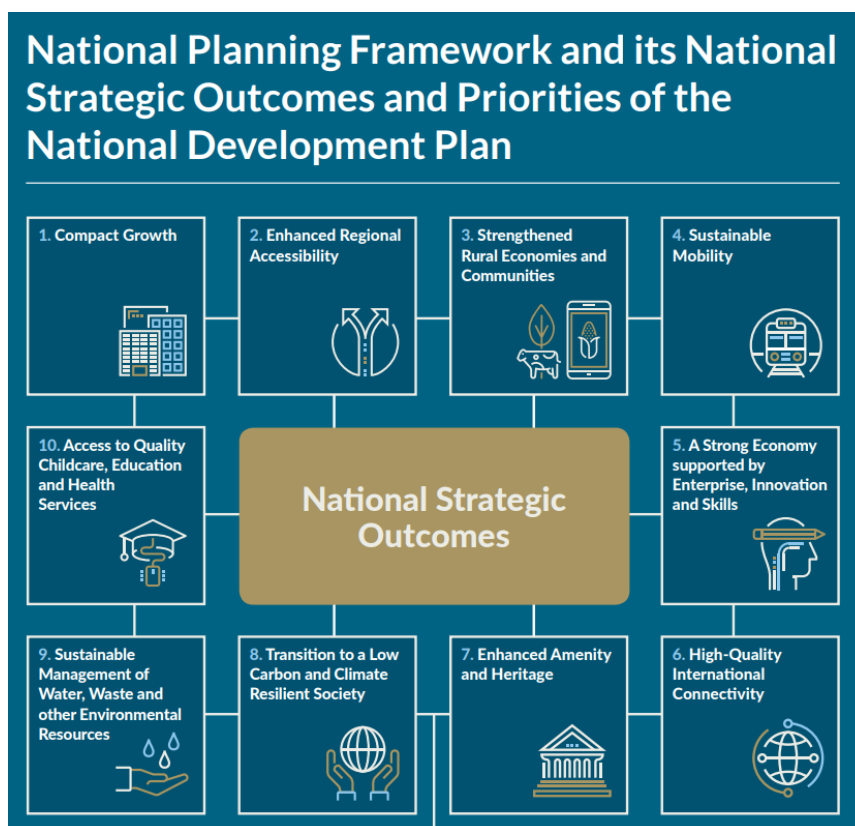 National Planning Framework and its National
Strategic Outcomes and Priorities of the
National Development Plan
1. Compact Growth
2. Enhanced Regional
Accessibility
3. Strengthened
Rural Economies and
Communities
4. Sustainable
Mobility
10. Access to Quality
Childcare, Education
and Health
Services
National Strategic
Outcomes
5. A Strong Economy
supported by
Enterprise, Innovation
and Skills
9. Sustainable
Management of
Water, Waste and
other Environmental
Resources
8. Transition to a Low
Carbon and Climate
Resilient Society
7. Enhanced Amenity
and Heritage
6. High-Quality
International
Connectivity